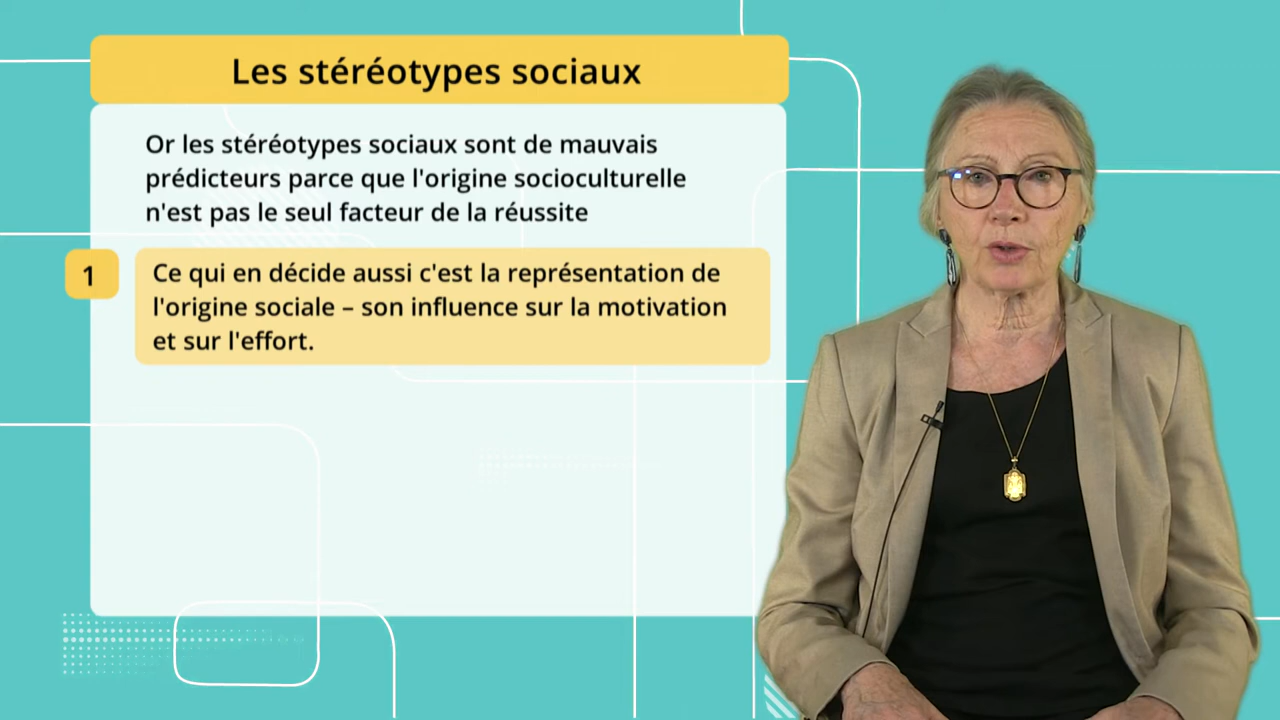 Les stéréotypes sociaux
Or les stéréotypes sociaux sont de mauvais
prédicteurs parce que l'origine socioculturelle
n'est pas le seul facteur de la réussite
1
Ce qui en décide aussi c'est la représentation de
l'origine sociale – son influence sur la motivation
et sur l'effort.